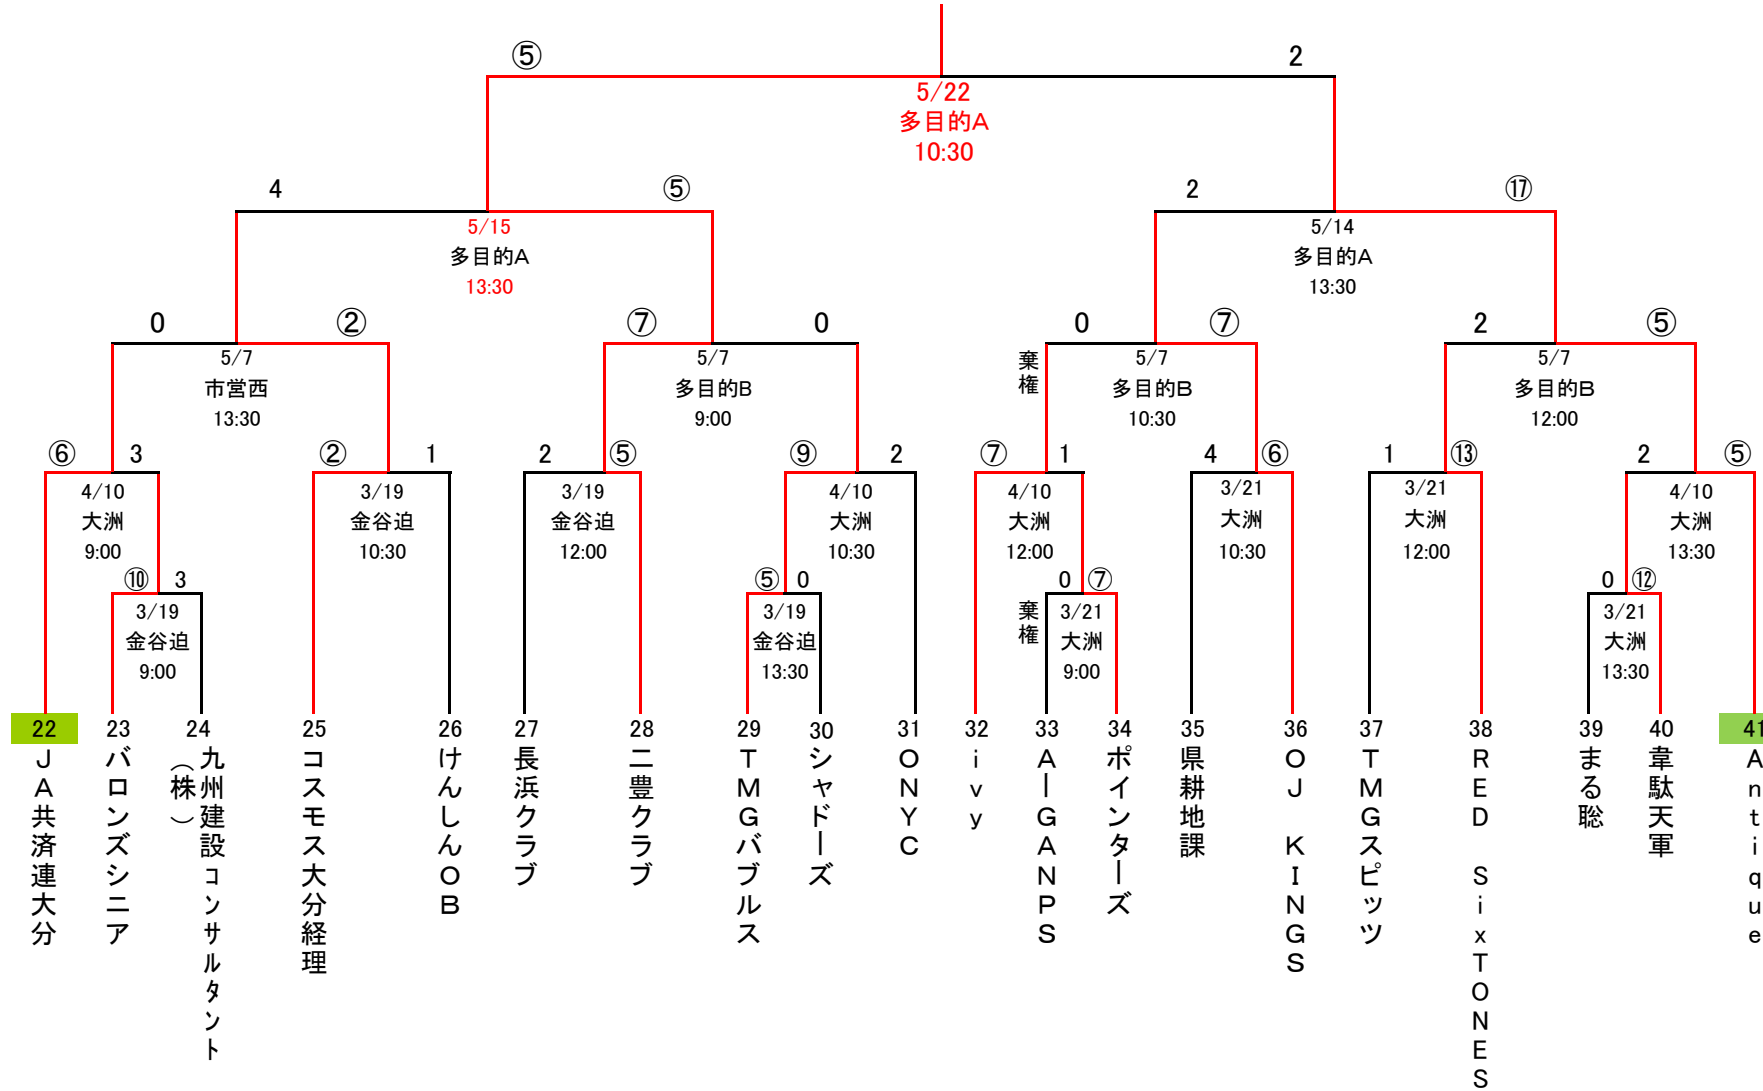 ⑤ 2
5/22
多目的A
10:30
4 ⑤ 2 ⑰
5/15 5/14
多目的A 多目的A
13:30 13:30
0 ② ⑦ 0 0 ⑦ 2 ⑤
5/7 5/7 棄権 5/7 5/7
市営西 多目的B 多目的B 多目的B
13:30 9:00 10:30 12:00
⑥ 3 ② 1 2 ⑤ ⑨ 2 ⑦ 1 4 ⑥ 1 ⑬ 2 ⑤
4/10 3/19 3/19 4/10 4/10 3/21 3/21 4/10
大洲 金谷迫 金谷迫 大洲 大洲 大洲 大洲 大洲
9:00 10:30 12:00 10:30 12:00 10:30 12:00 13:30
⑩ 3 ⑤ 0 0 ⑦ 0 ⑫
3/19 3/19 棄権 3/21 3/21
金谷迫 金谷迫 大洲 大洲
9:00 13:30 9:00 13:30
22 23 24 25 26 27 28 29 30 31 32 33 34 35 36 37 38 39 40 41
JA共済連大分
バロンズシニア
九州建設コンサルタント
(株)
コスモス大分経理
けんしんOB
長浜クラブ
二豊クラブ
TMGバブルス
シャドーズ
ONYC
ivy
A－GANPS
ポインターズ
県耕地課
OJ KINGS
TMGスピッツ
RED SixTONES
まる聡
韋駄天軍
Antique